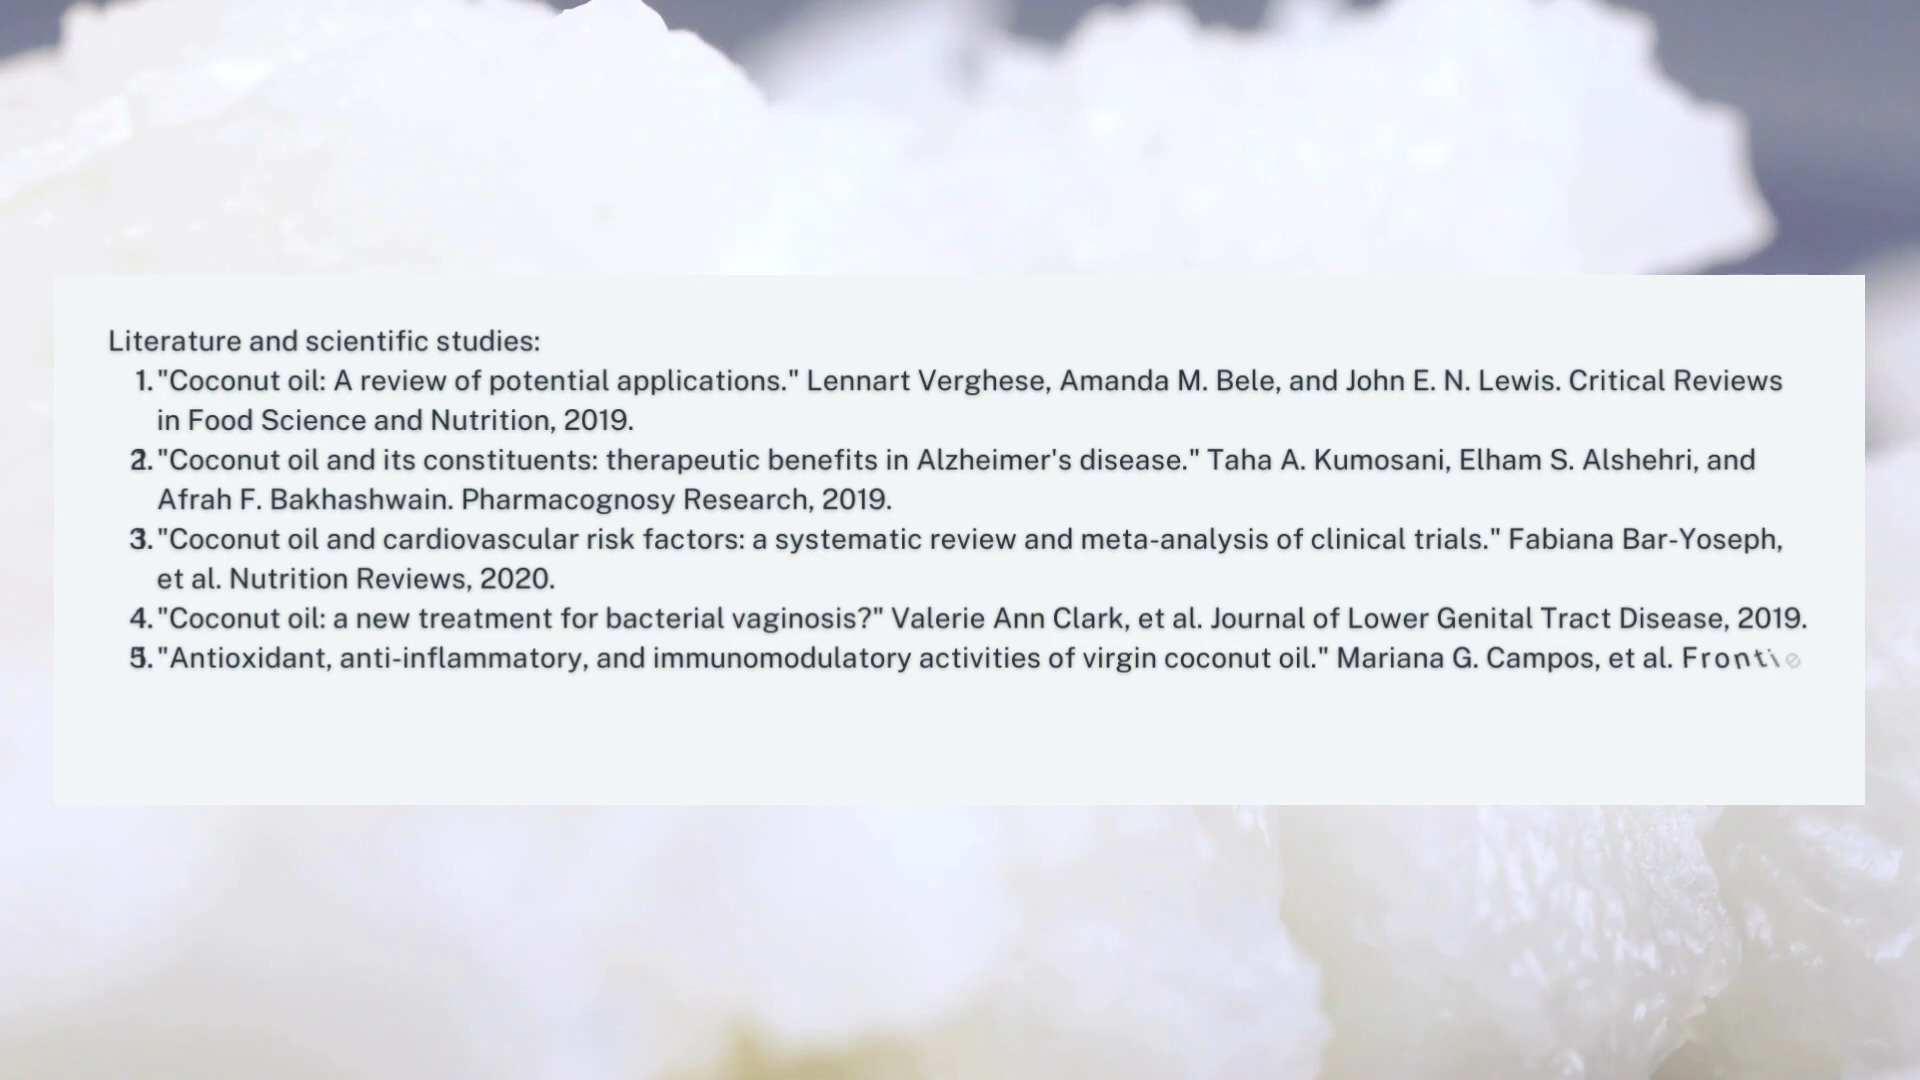 Literature and scientific studies:
1. "Coconut oil: A review of potential applications." Lennart Verghese, Amanda M. Bele, and John E. N. Lewis. Critical Reviews
in Food Science and Nutrition, 2019.
2. "Coconut oil and its constituents: therapeutic benefits in Alzheimer's disease." Taha A. Kumosani, Elham S. Alshehri, and
Afrah F. Bakhashwain. Pharmacognosy Research, 2019.
3. "Coconut oil and cardiovascular risk factors: a systematic review and meta-analysis of clinical trials." Fabiana Bar-Yoseph,
et al. Nutrition Reviews, 2020.
4. "Coconut oil: a new treatment for bacterial vaginosis?" Valerie Ann Clark, et al. Journal of Lower Genital Tract Disease, 2019.
5. "Antioxidant, anti-inflammatory, and immunomodulatory activities of virgin coconut oil." Mariana G. Campos, et al. Frontie